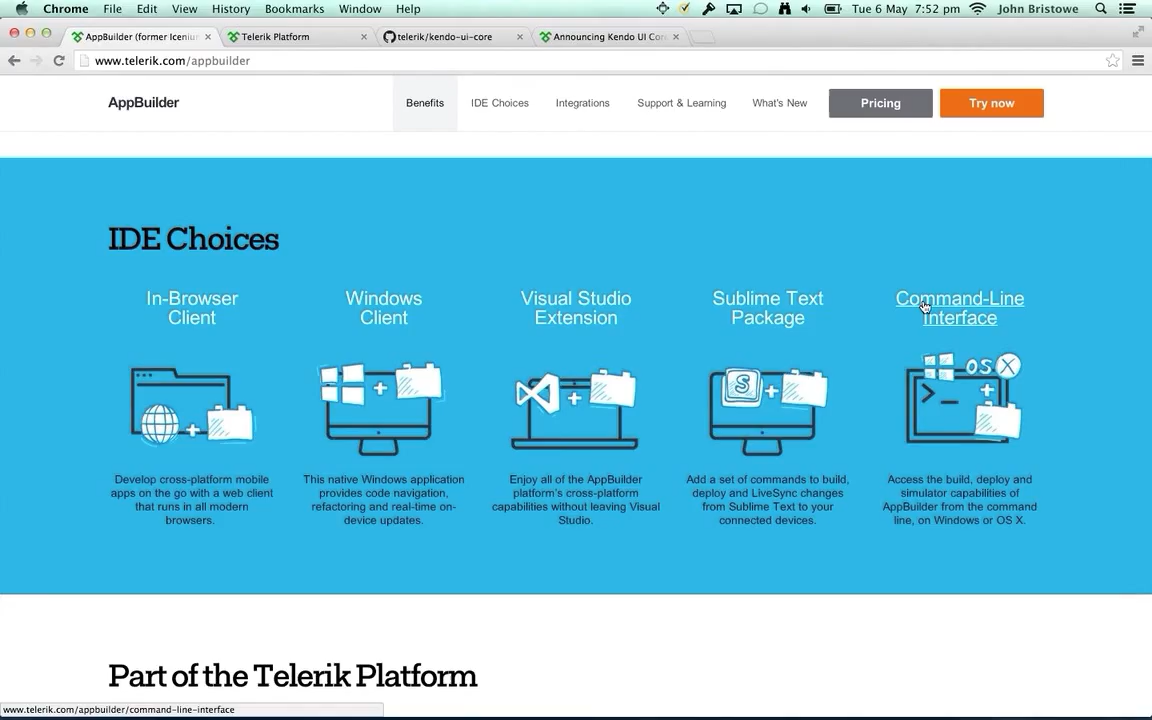 Chrome File Edit View History Bookmarks Window Help Tue 6 May 7:52 pm John Bristowe
AppBuilder (former Iceniu Telerik Platform telerik/kendo-ui-core Announcing Kendo UI Cor
www.telerik.com/appbuilder
AppBuilder Benefits IDE Choices Integrations Support & Learning What's New Pricing Try now
IDE Choices
In-Browser
Client
Windows
Client
Visual Studio
Extension
Sublime Text
Package
Command-Line
Interface
S
OS X
Develop cross-platform mobile
apps on the go with a web client
that runs in all modern
browsers.
This native Windows application
provides code navigation,
refactoring and real-time on-
device updates.
Enjoy all of the AppBuilder
platform's cross-platform
capabilities without leaving Visual
Studio.
Add a set of commands to build,
deploy and LiveSync changes
from Sublime Text to your
connected devices.
Access the build, deploy and
simulator capabilities of
AppBuilder from the command
line, on Windows or OS X.
Part of the Telerik Platform
www.telerik.com/appbuilder/command-line-interface